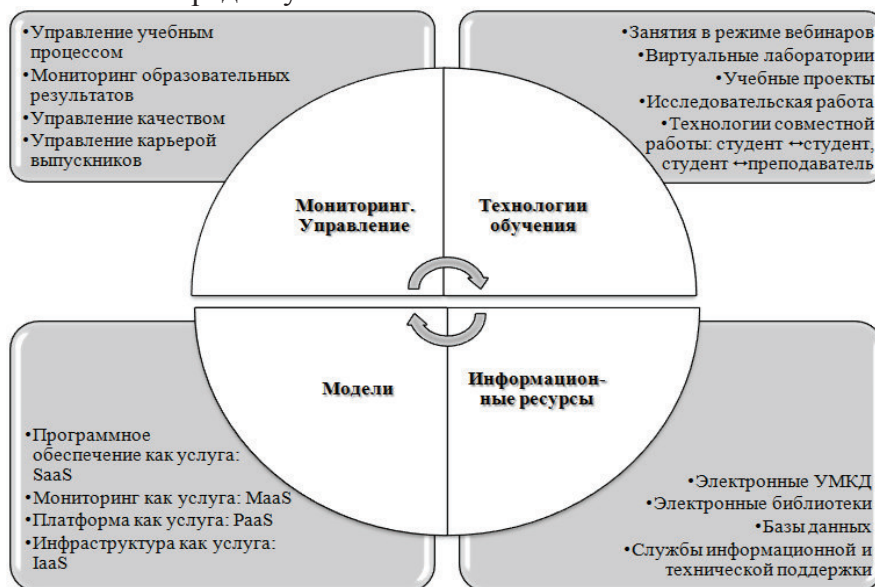 •Управление учебным
процессом
•Мониторинг образовательных
результатов
•Управление качеством
•Управление карьерой
выпускников
•Занятия в режиме вебинаров
•Виртуальные лаборатории
•Учебные проекты
•Исследовательская работа
•Технологии совместной
работы: студент ↔студент,
студент ↔преподаватель
Мониторинг.
Управление
Технологии
обучения
Модели
Информацион-
ные ресурсы
•Программное
обеспечение как услуга:
SaaS
•Мониторинг как услуга: MaaS
•Платформа как услуга: PaaS
•Инфраструктура как услуга:
IaaS
•Электронные УМКД
•Электронные библиотеки
•Базы данных
•Службы информационной и
технической поддержки